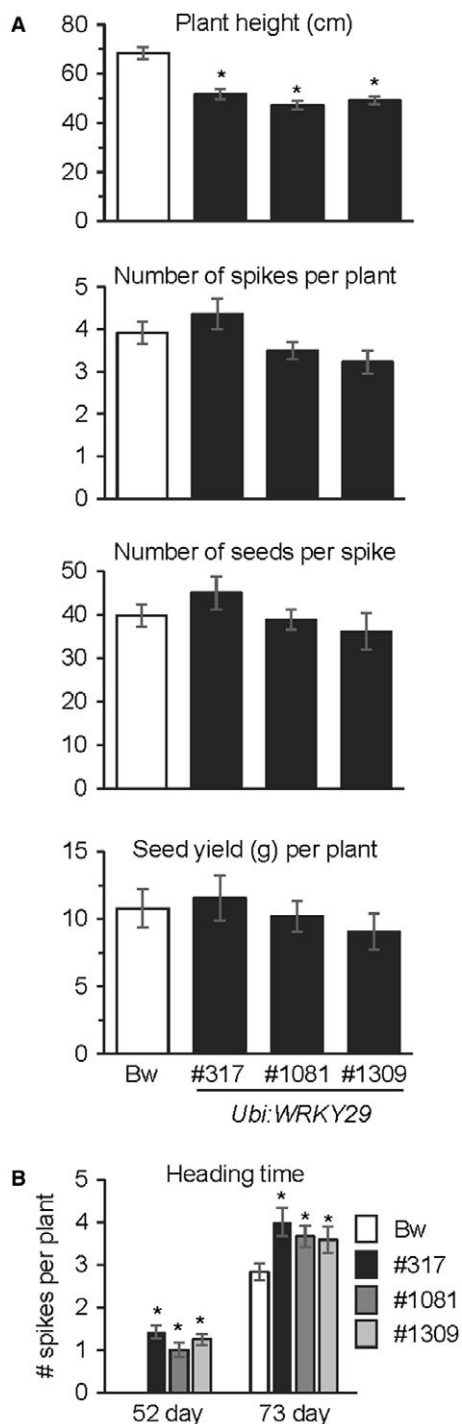 A
Plant height (cm)
80
60
40
20
0
* * *
Number of spikes per plant
5
4
3
2
1
0
Number of seeds per spike
50
40
30
20
10
0
Seed yield (g) per plant
15
10
5
0
Bw #317 #1081 #1309
Ubi:WRKY29
B
Heading time
# spikes per plant
5
4
3
2
1
0
* * *
* * *
52 day 73 day
Bw
#317
#1081
#1309